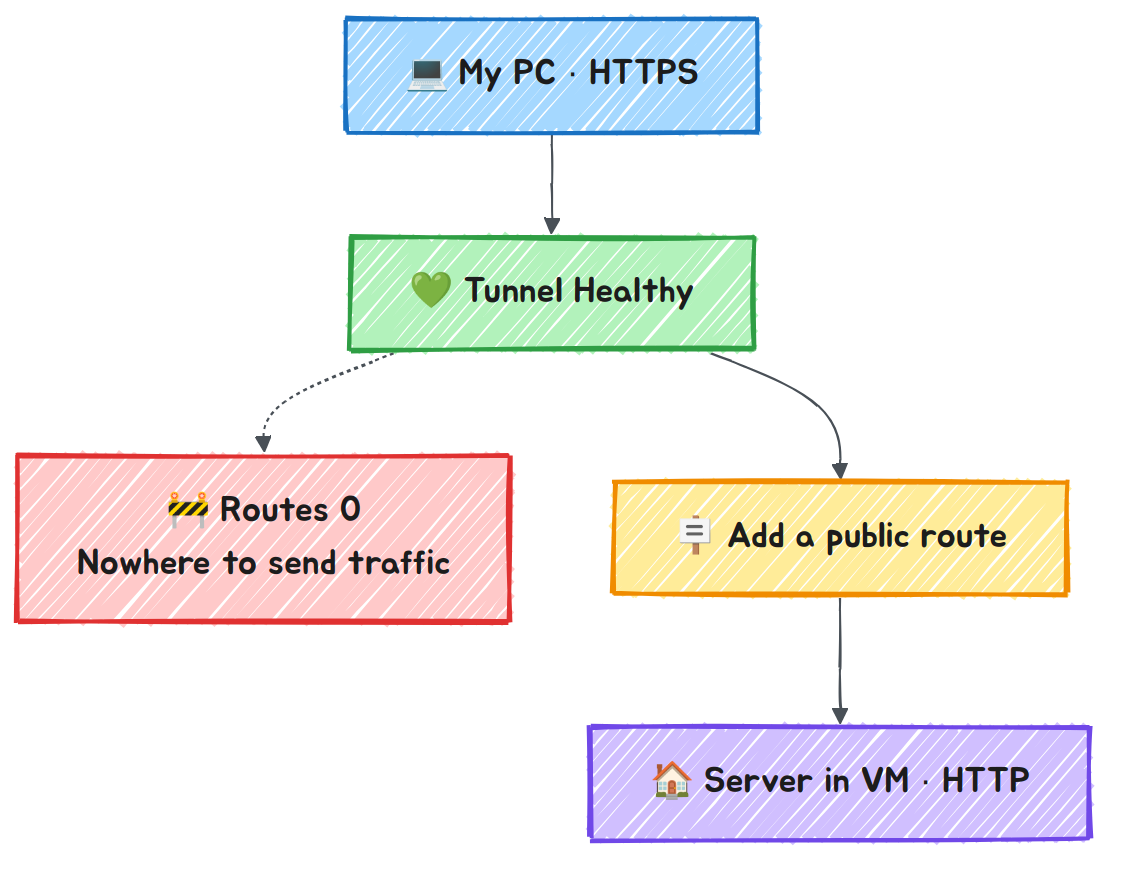 💻 My PC · HTTPS
💚 Tunnel Healthy
🚧 Routes 0
Nowhere to send traffic
🪧 Add a public route
🏠 Server in VM · HTTP